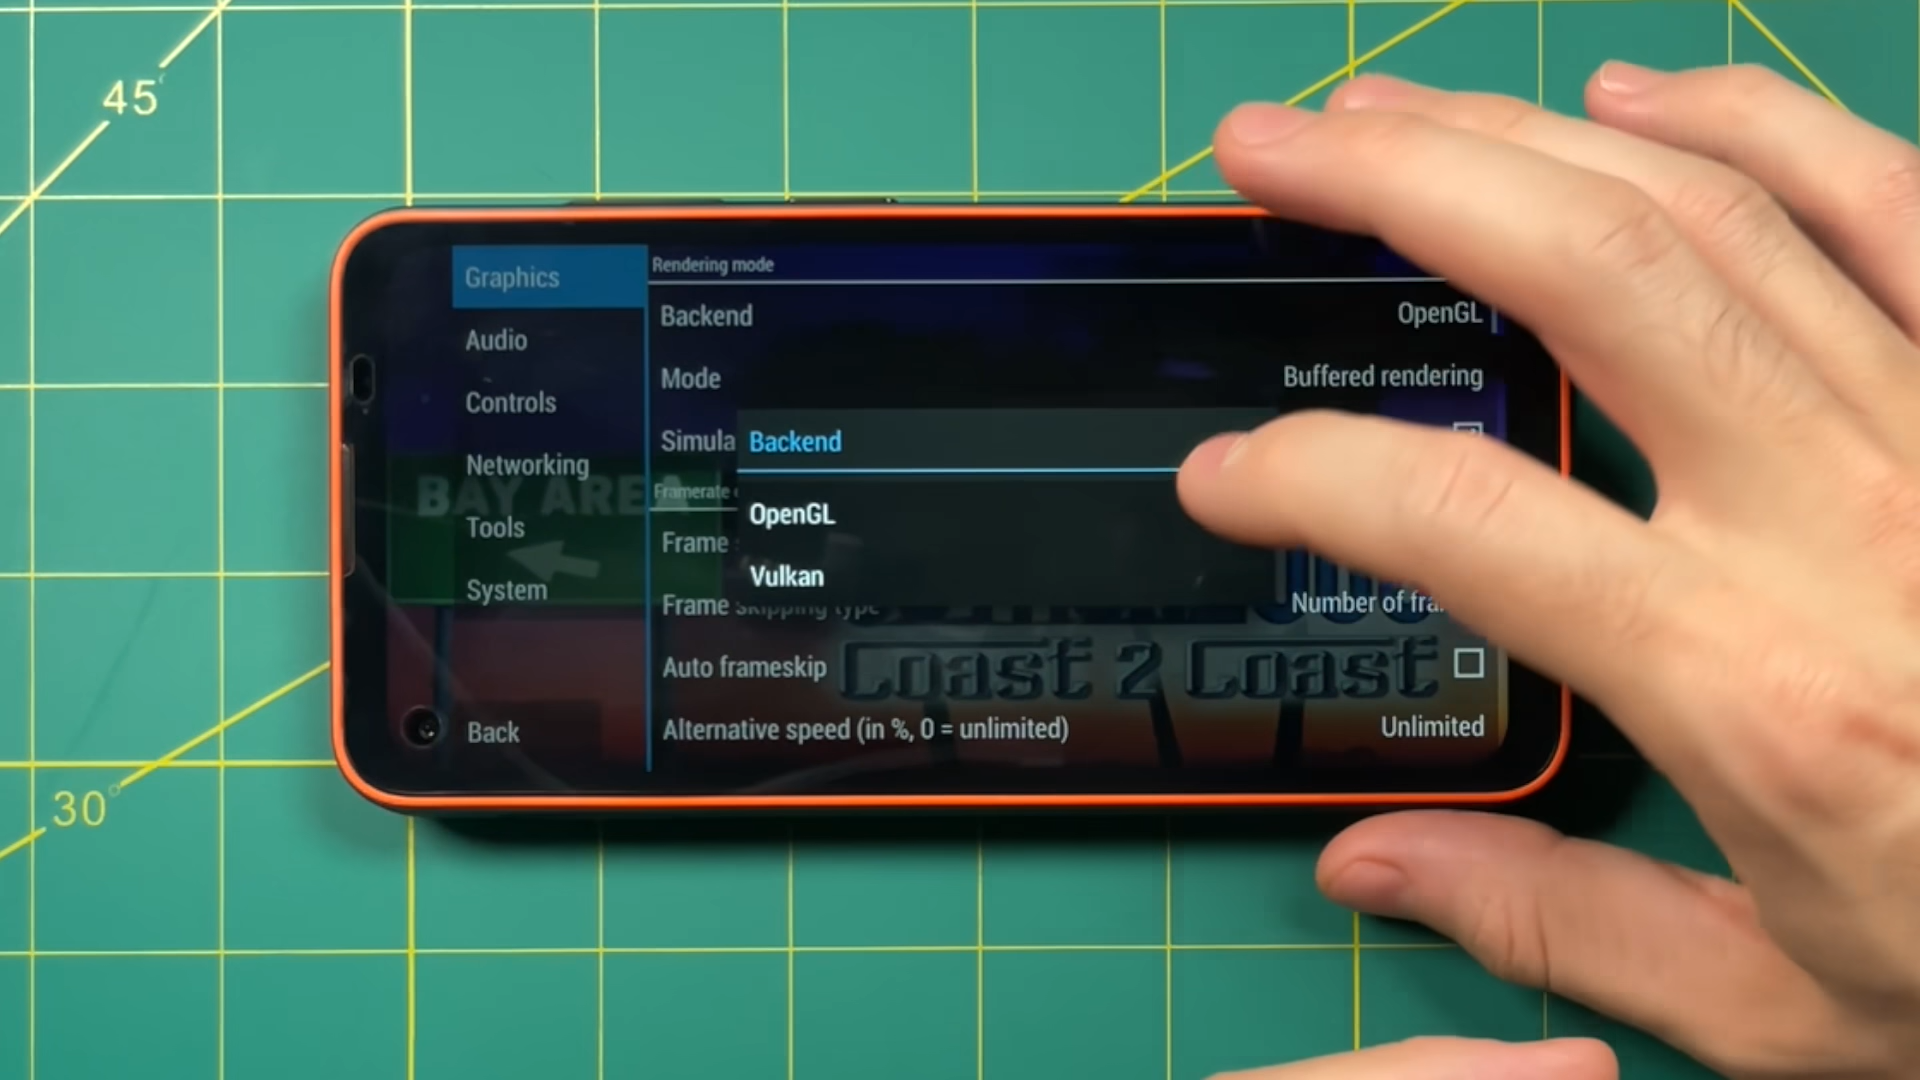 45°
30°
Graphics
Audio
Controls
Networking
Tools
System
Back
BAY AREA
Rendering mode
Backend
OpenGL
Mode
Buffered rendering
Simula
Framerate
Frame
Frame skipping type
Number of fra
Auto frameskip
Alternative speed (in %, 0 = unlimited)
Unlimited
Backend
OpenGL
Vulkan
Coast 2 Coast